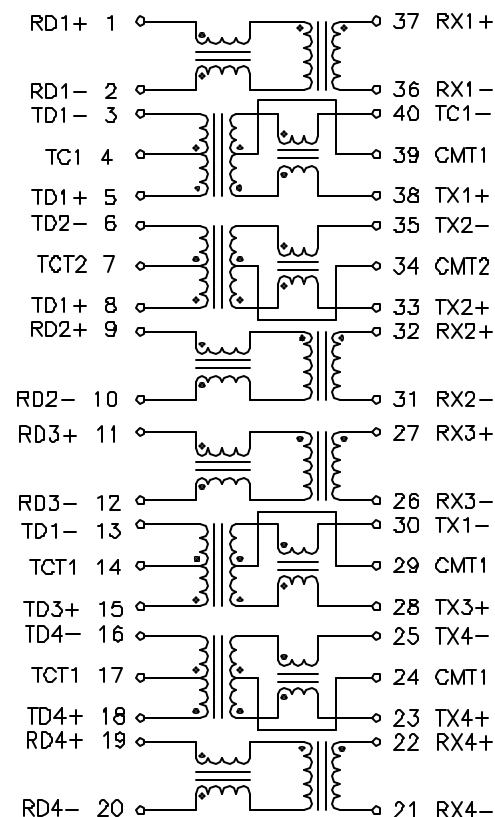 RD1+ 1 37 RX1+
RD1- 2 36 RX1-
TD1- 3 40 TC1-
TC1 4 39 CMT1
TD1+ 5 38 TX1+
TD2- 6 35 TX2-
TCT2 7 34 CMT2
TD1+ 8 33 TX2+
RD2+ 9 32 RX2+
RD2- 10 31 RX2-
RD3+ 11 27 RX3+
RD3- 12 26 RX3-
TD1- 13 30 TX1-
TCT1 14 29 CMT1
TD3+ 15 28 TX3+
TD4- 16 25 TX4-
TCT1 17 24 CMT1
TD4+ 18 23 TX4+
RD4+ 19 22 RX4+
RD4- 20 21 RX4-